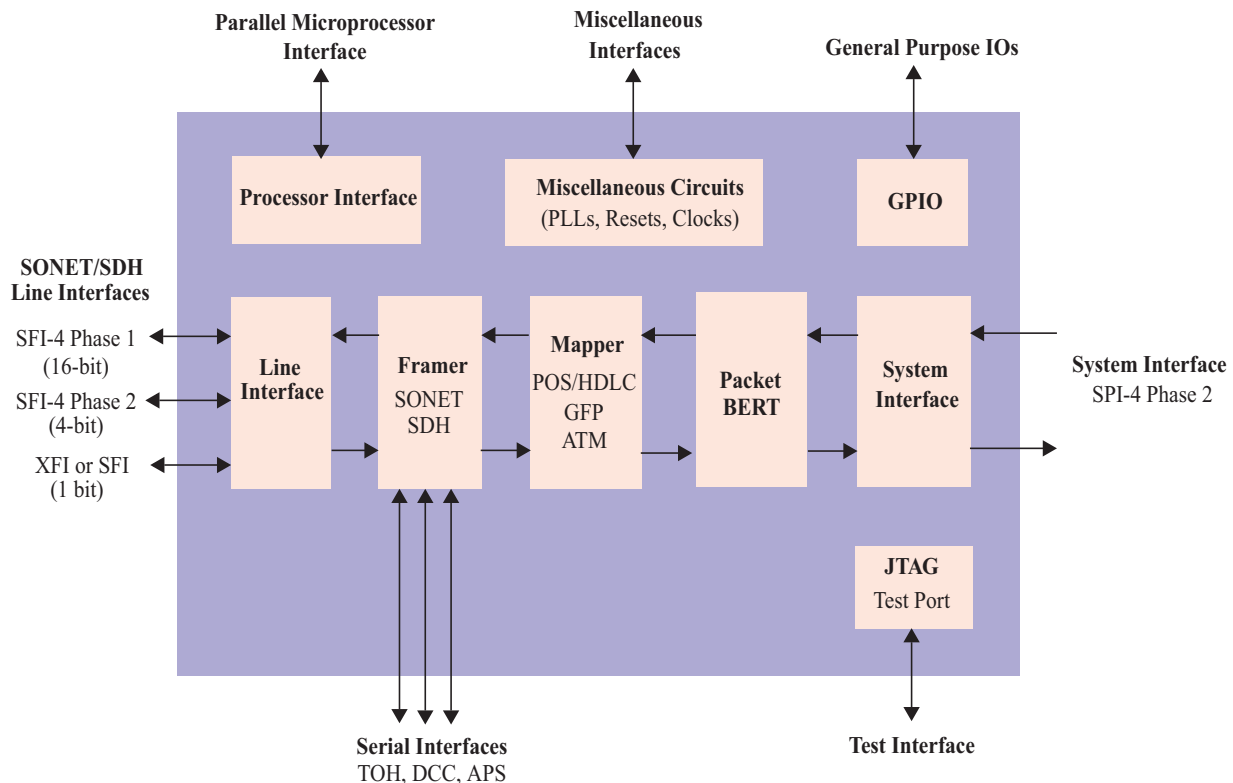 Parallel Microprocessor
Interface
Miscellaneous
Interfaces
General Purpose IOs
Processor Interface
Miscellaneous Circuits
(PLLs, Resets, Clocks)
GPIO
SONET/SDH
Line Interfaces
SFI-4 Phase 1
(16-bit)
SFI-4 Phase 2
(4-bit)
XFI or SFI
(1 bit)
Line
Interface
Framer
SONET
SDH
Mapper
POS/HDLC
GFP
ATM
Packet
BERT
System
Interface
System Interface
SPI-4 Phase 2
JTAG
Test Port
Serial Interfaces
TOH, DCC, APS
Test Interface